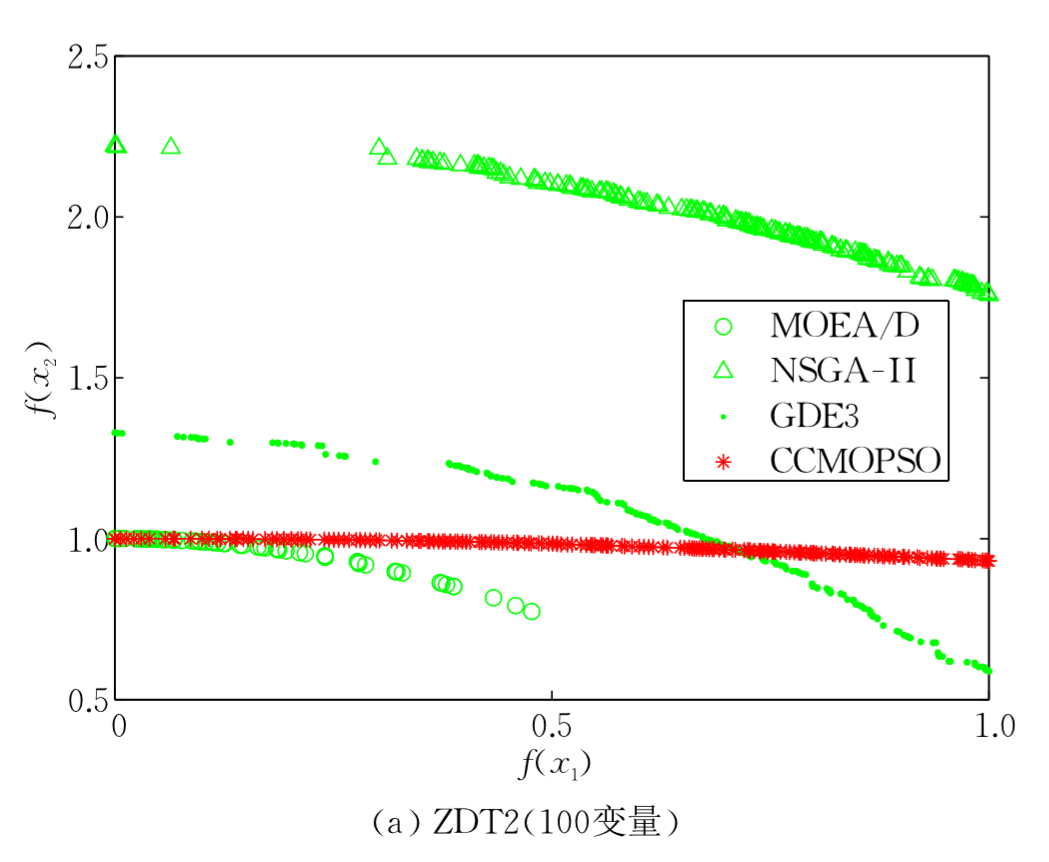 2.5
2.0
1.5
1.0
0.5
f(x₂)
MOEA/D
NSGA-II
GDE3
CCMOPSO
0 0.5 1.0
f(x₁)
(a) ZDT2(100变量)